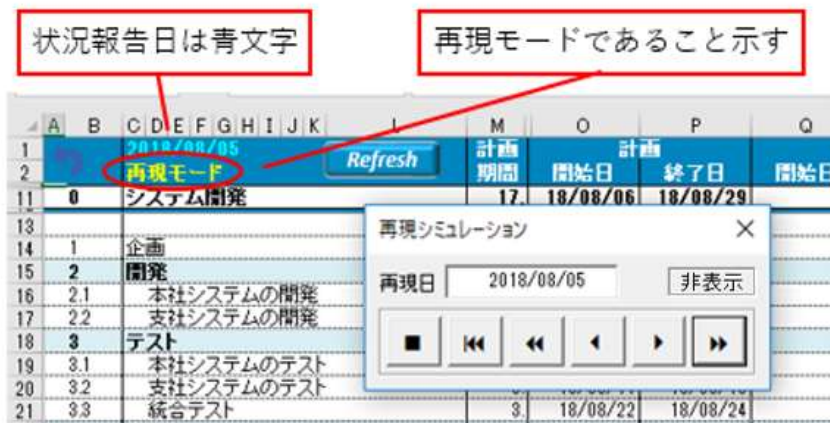 状況報告日は青文字
再現モードであること示す
A B C D E F G H I J K L M O P Q
1 2018/08/05 Refresh 計画 計画
2 再現モード 期間 開始日 終了日 開始日
11 0 システム開発 17. 18/08/06 18/08/29
13
14 1 企画
15 2 開発
16 2.1 本社システムの開発
17 2.2 支社システムの開発
18 3 テスト
19 3.1 本社システムのテスト
20 3.2 支社システムのテスト
21 3.3 統合テスト 3. 18/08/22 18/08/24
再現シミュレーション
再現日 2018/08/05 非表示